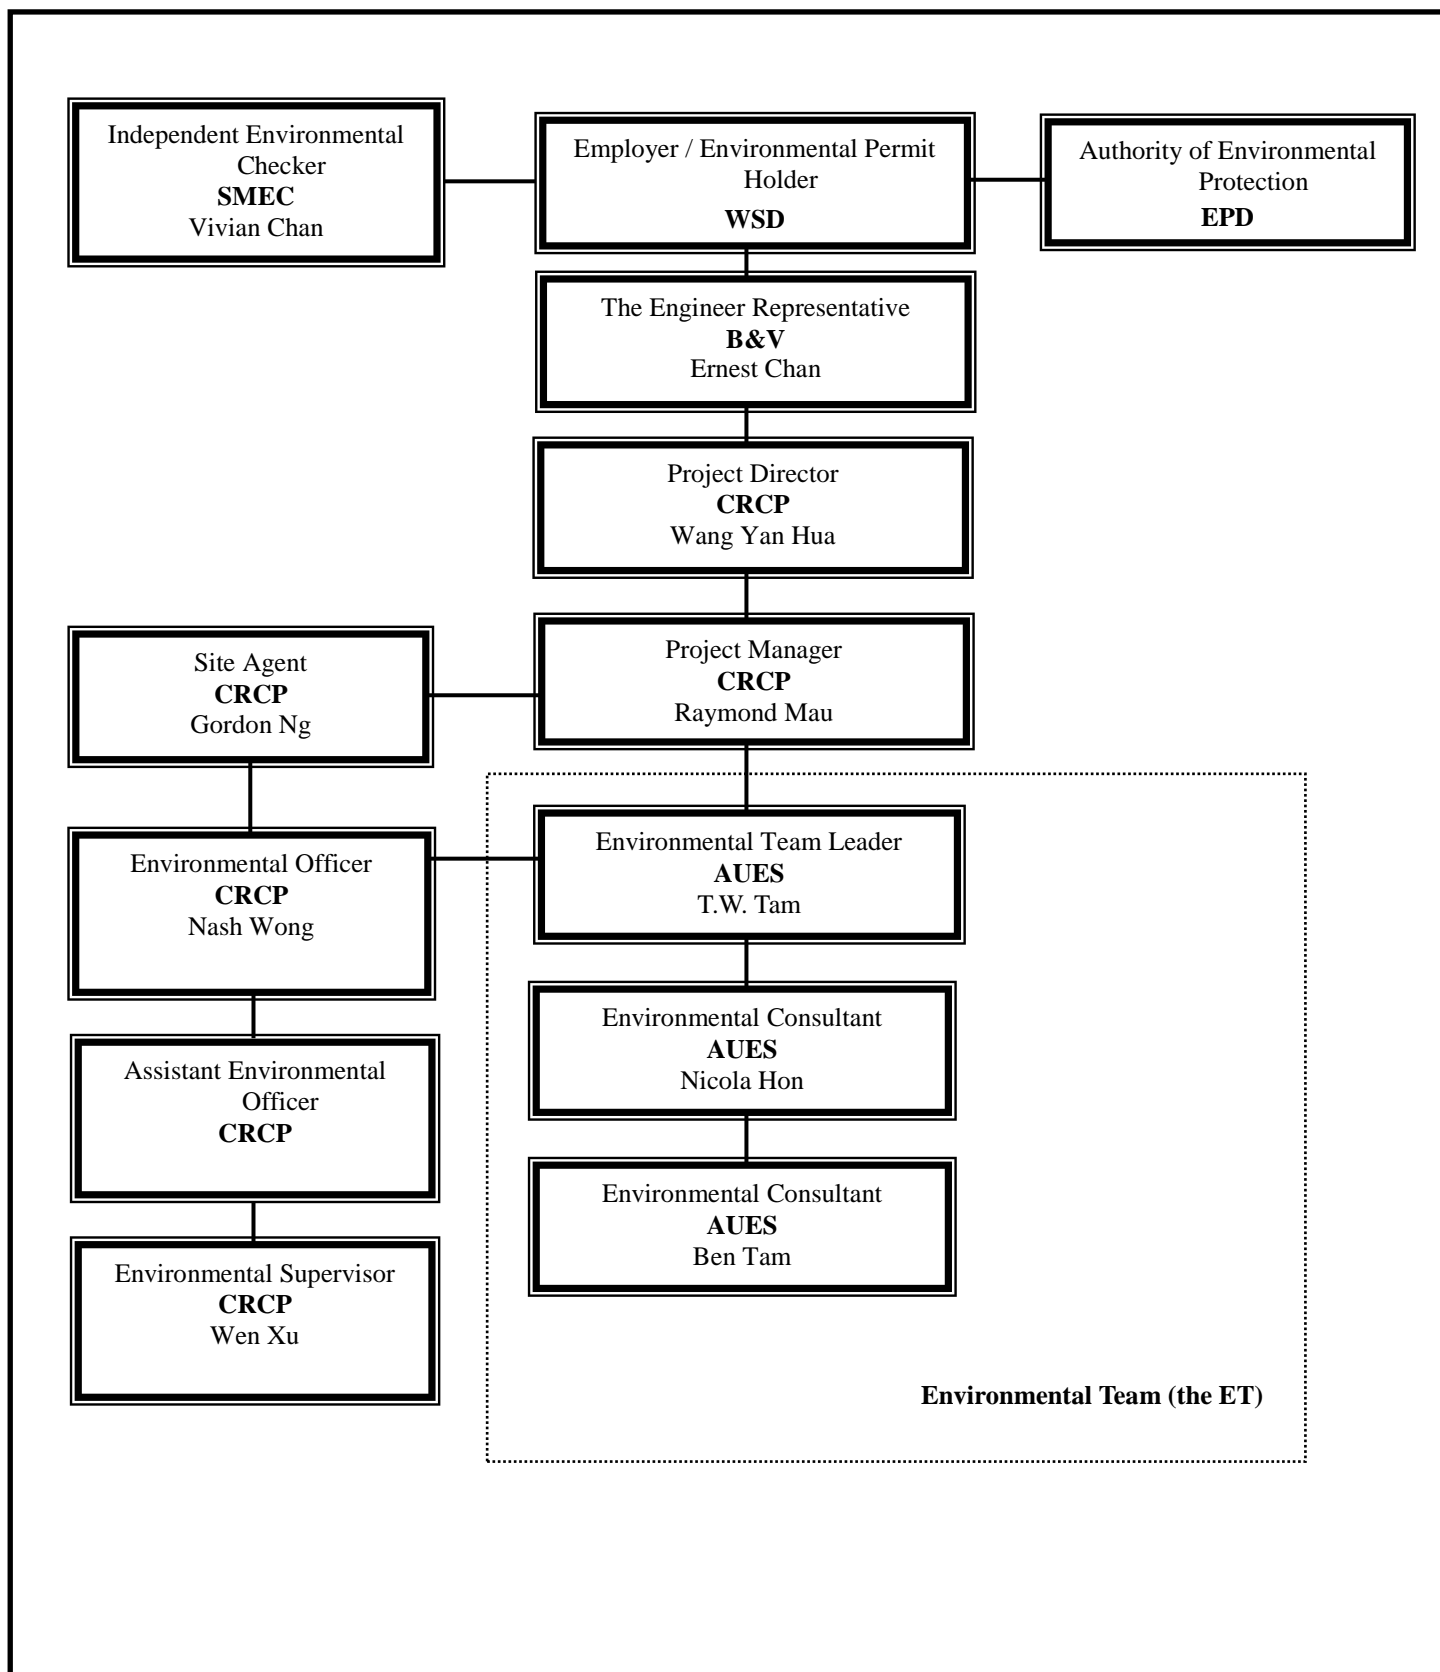 Independent Environmental
Checker
SMEC
Vivian Chan
Employer / Environmental Permit
Holder
WSD
Authority of Environmental
Protection
EPD
The Engineer Representative
B&V
Ernest Chan
Project Director
CRCP
Wang Yan Hua
Site Agent
CRCP
Gordon Ng
Project Manager
CRCP
Raymond Mau
Environmental Officer
CRCP
Nash Wong
Environmental Team Leader
AUES
T.W. Tam
Assistant Environmental
Officer
CRCP
Environmental Consultant
AUES
Nicola Hon
Environmental Supervisor
CRCP
Wen Xu
Environmental Consultant
AUES
Ben Tam
Environmental Team (the ET)